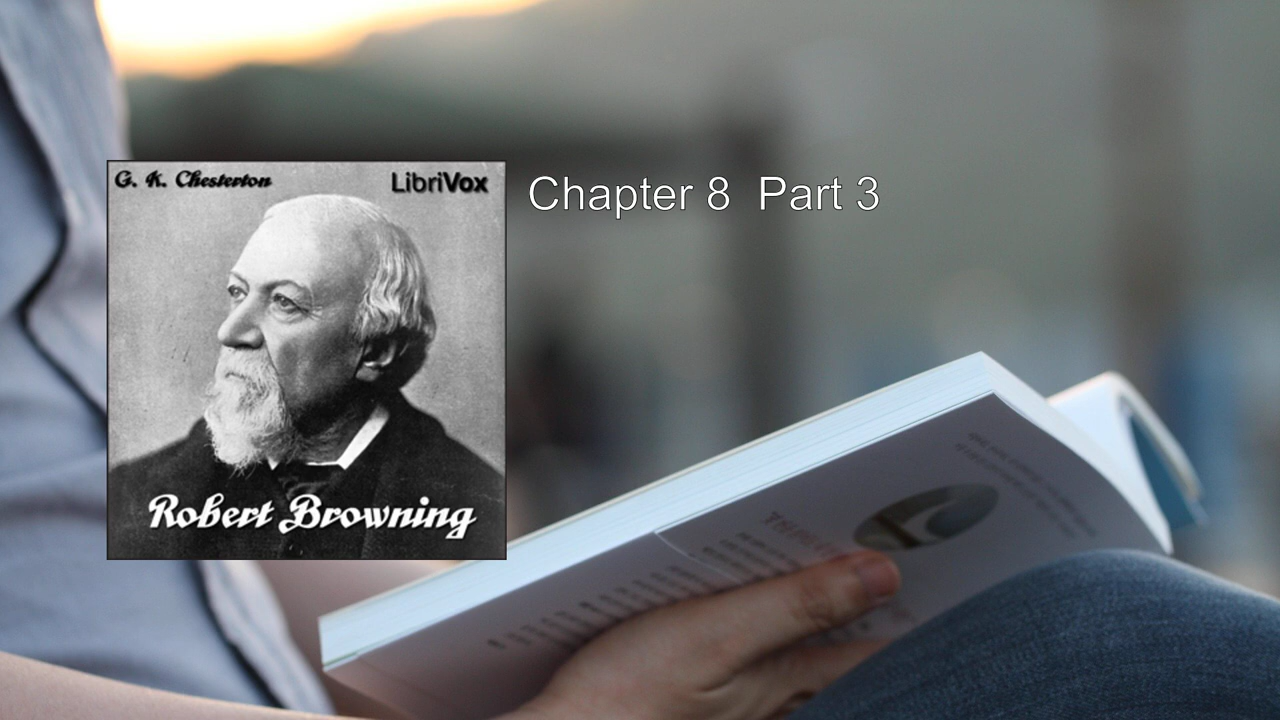 G. K. Chesterton
LibriVox
Chapter 8 Part 3
Robert Browning